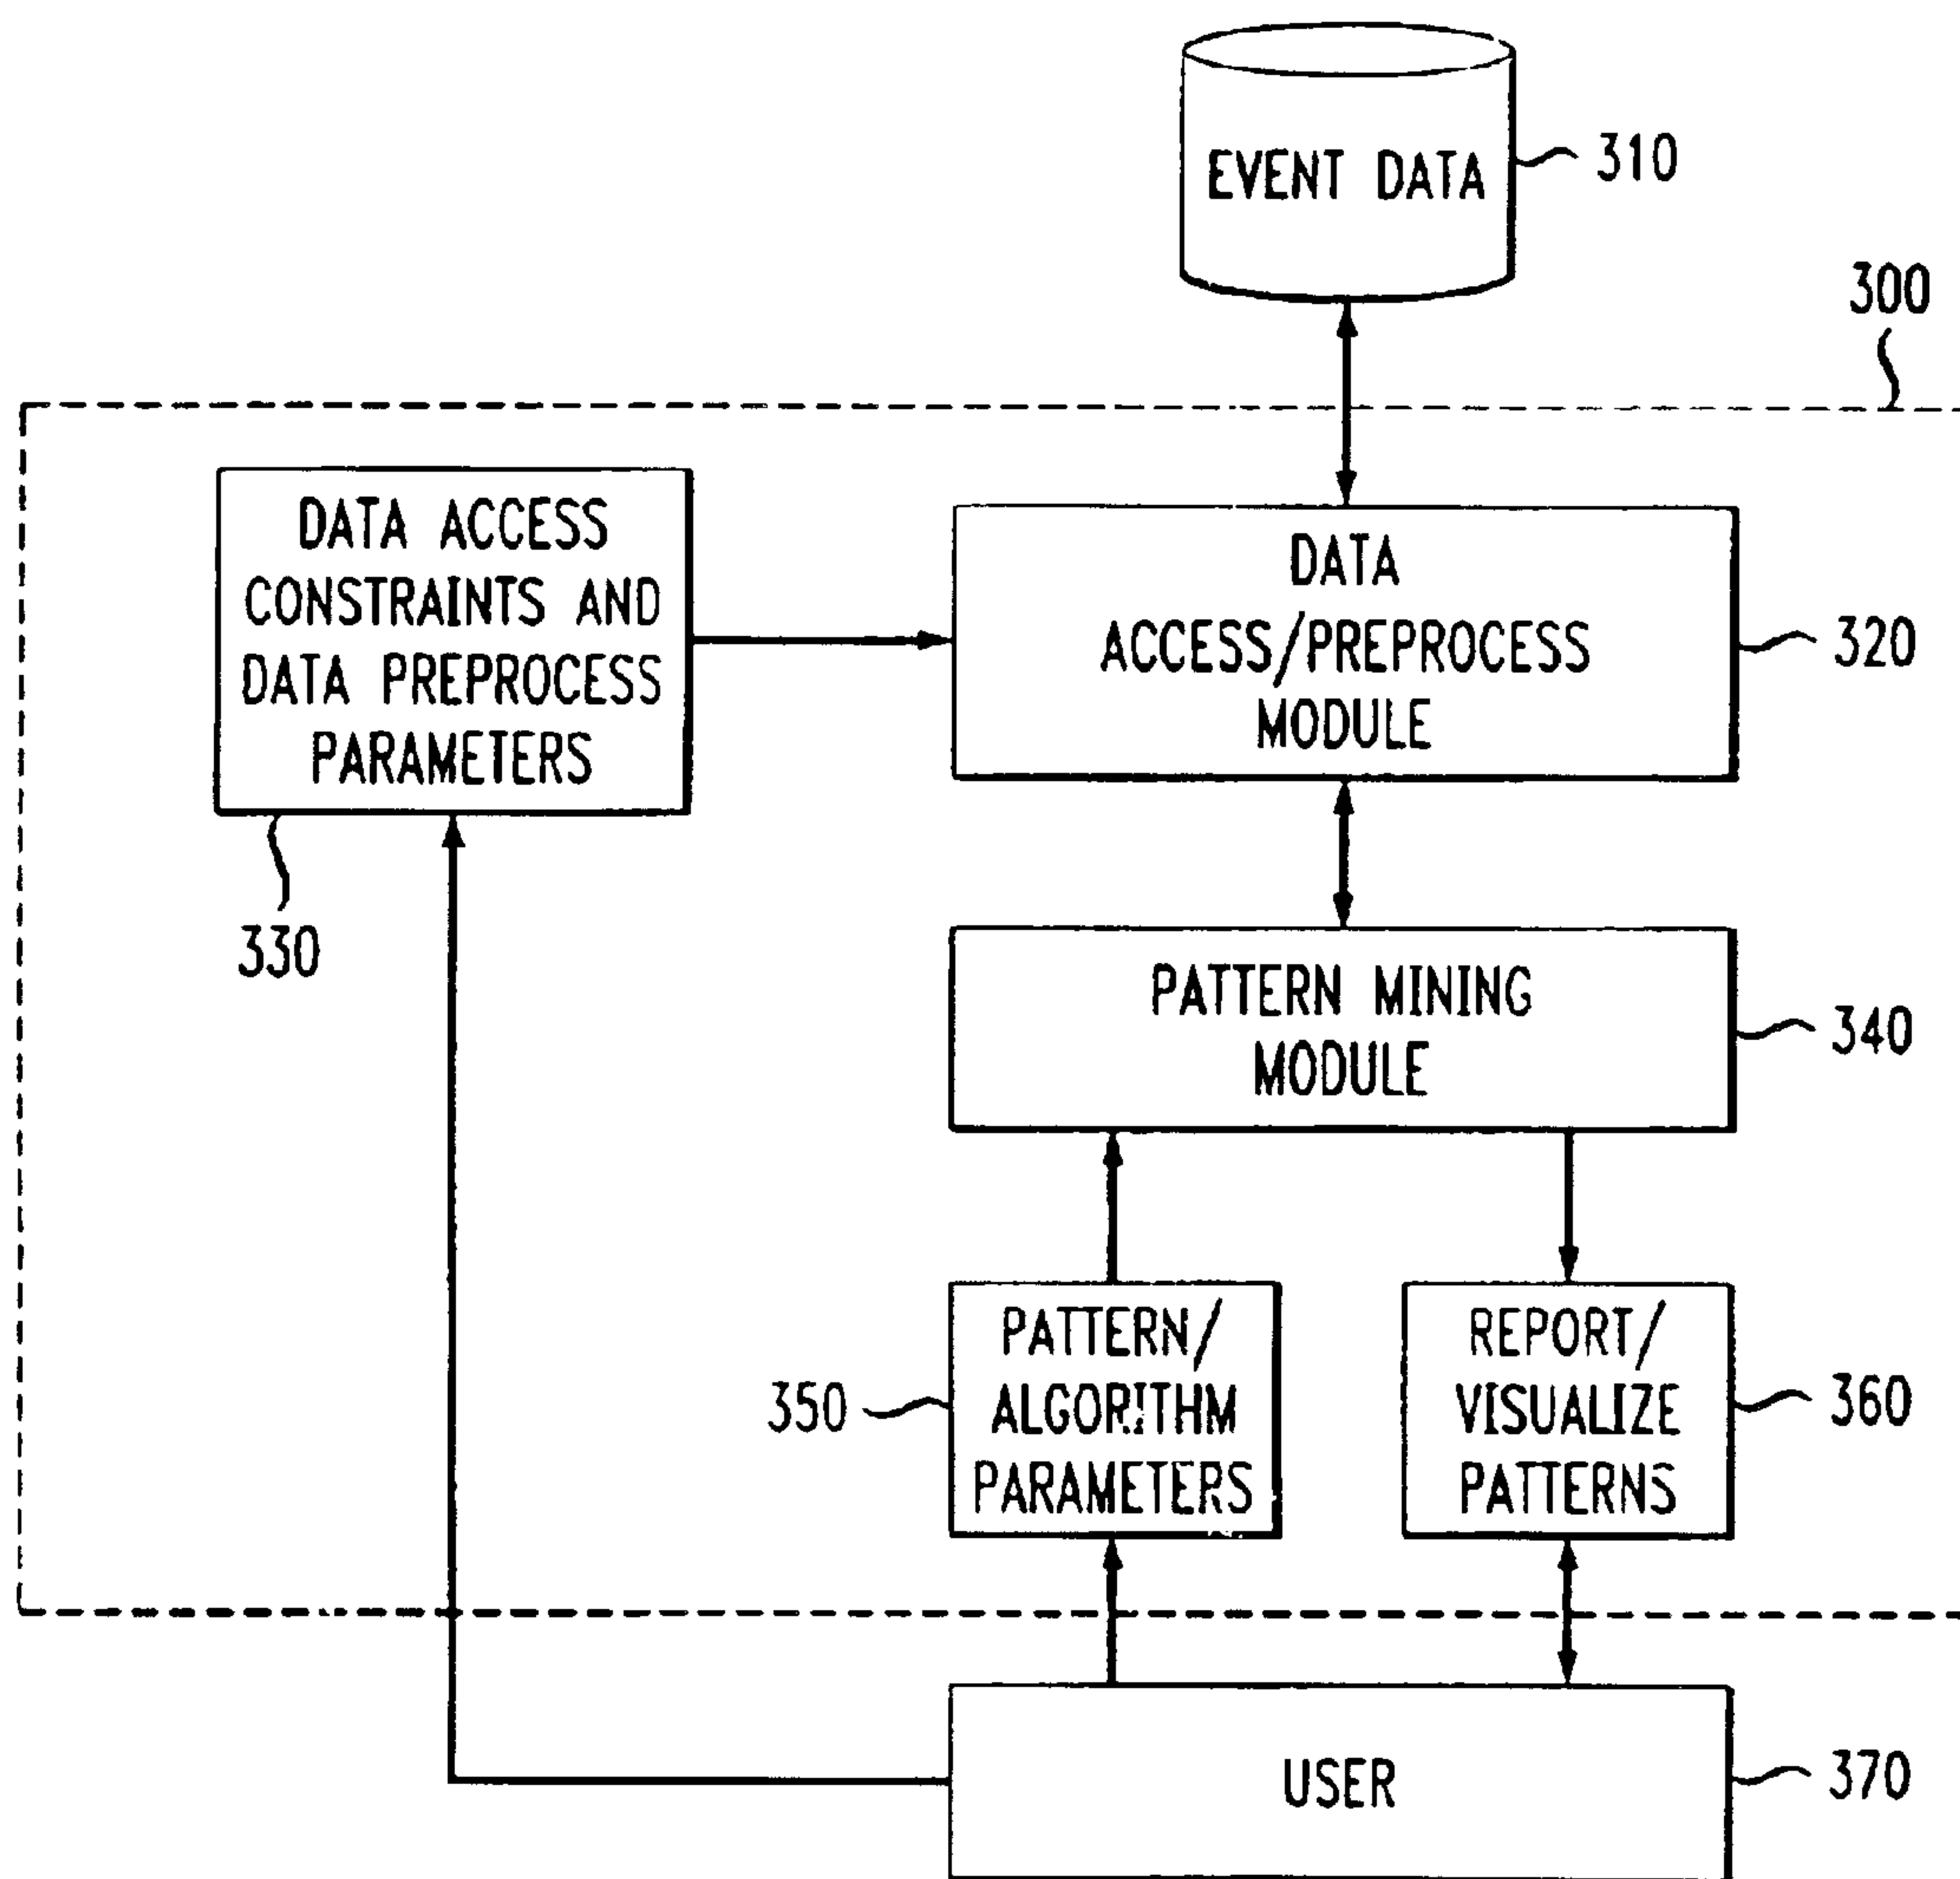 EVENT DATA
310
300
DATA ACCESS
CONSTRAINTS AND
DATA PREPROCESS
PARAMETERS
330
DATA
ACCESS/PREPROCESS
MODULE
320
PATTERN MINING
MODULE
340
350
PATTERN/
ALGORITHM
PARAMETERS
REPORT/
VISUALIZE
PATTERNS
360
USER
370